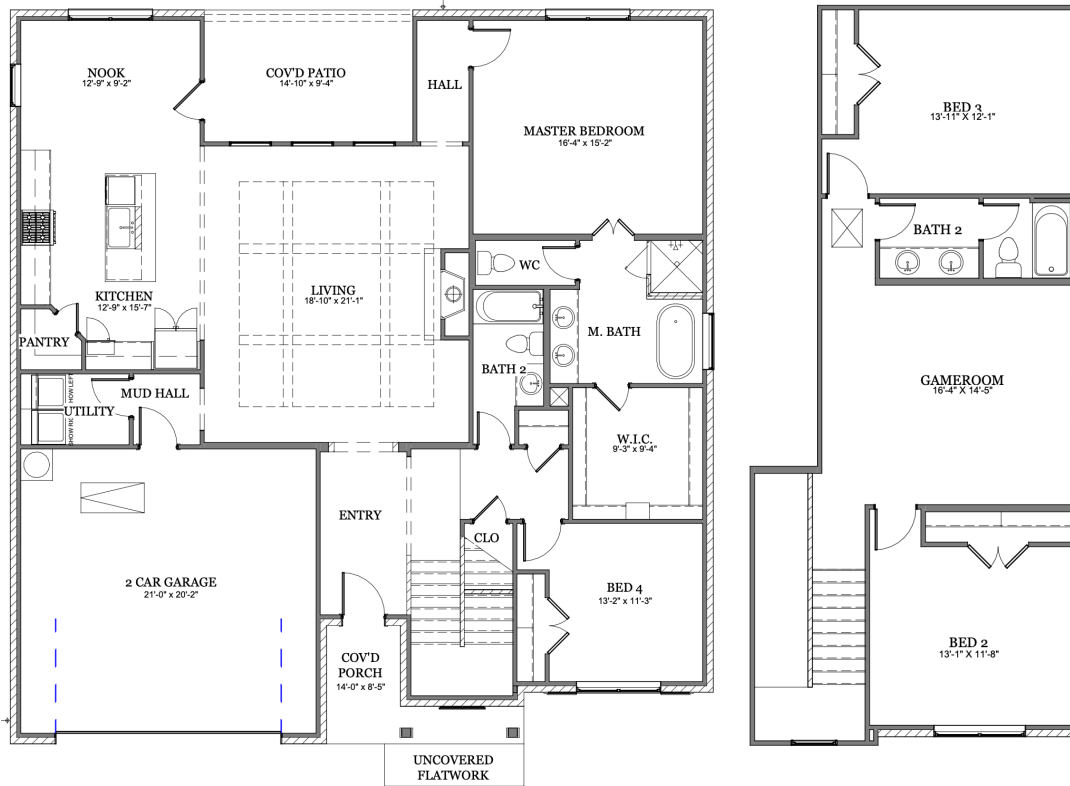 NOOK
12'-9" x 9'-2"
COV'D PATIO
14'-10" x 9'-4"
HALL
MASTER BEDROOM
16'-4" x 15'-2"
WC
LIVING
18'-10" x 21'-1"
KITCHEN
12'-9" x 15'-7"
M. BATH
PANTRY
BATH 2
MUD HALL
UTILITY
W.I.C.
9'-3" x 9'-4"
ENTRY
CLO
2 CAR GARAGE
21'-0" x 20'-2"
BED 4
13'-2" x 11'-3"
COV'D
PORCH
14'-0" x 8'-5"
UNCOVERED
FLATWORK
BED 3
13'-11" X 12'-1"
BATH 2
GAMEROOM
16'-4" X 14'-5"
BED 2
13'-1" X 11'-8"